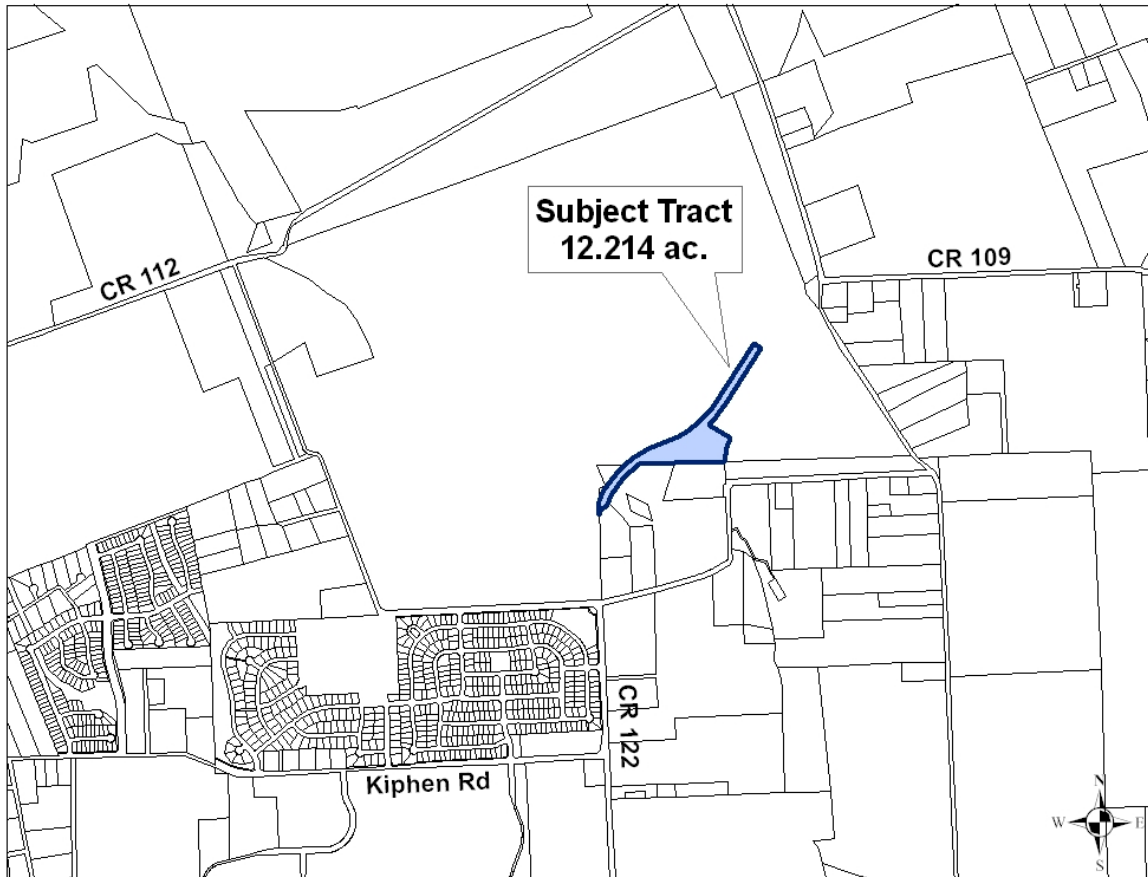 Subject Tract
12.214 ac.
CR 109
CR 112
CR 122
Kiphen Rd
N
W
E
S